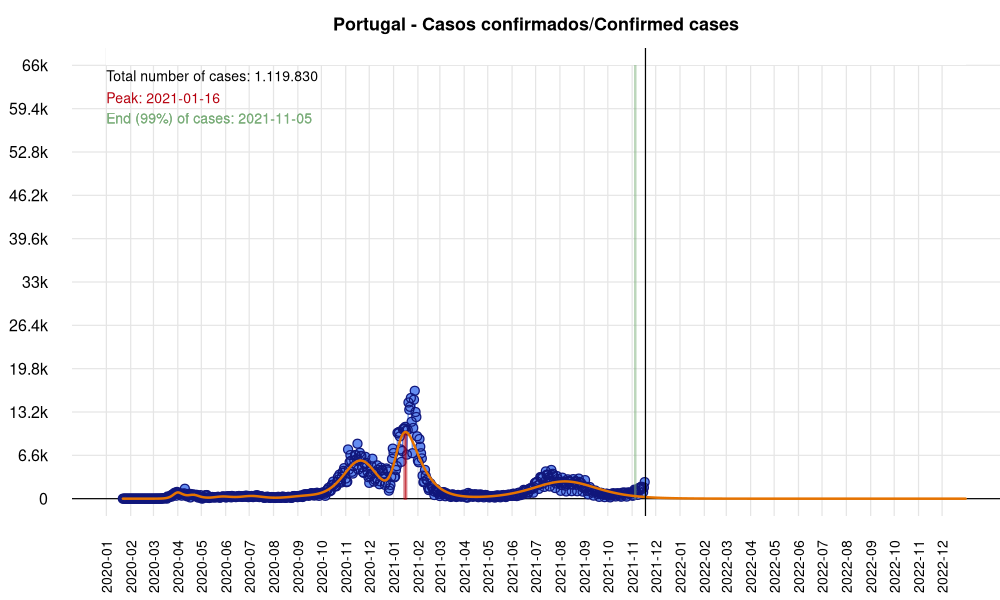 Portugal - Casos confirmados/Confirmed cases
66k
Total number of cases: 1.119.830
Peak: 2021-01-16
59.4k
End (99%) of cases: 2021-11-05
52.8k
46.2k
39.6k
33k
26.4k
19.8k
13.2k
6.6k
0
2020-01
2020-02
2020-03
2020-04
2020-05
2020-06
2020-07
2020-08
2020-09
2020-10
2020-11
2020-12
2021-01
2021-02
2021-03
2021-04
2021-05
2021-06
2021-07
2021-08
2021-09
2021-10
2021-11
2021-12
2022-01
2022-02
2022-03
2022-04
2022-05
2022-06
2022-07
2022-08
2022-09
2022-10
2022-11
2022-12